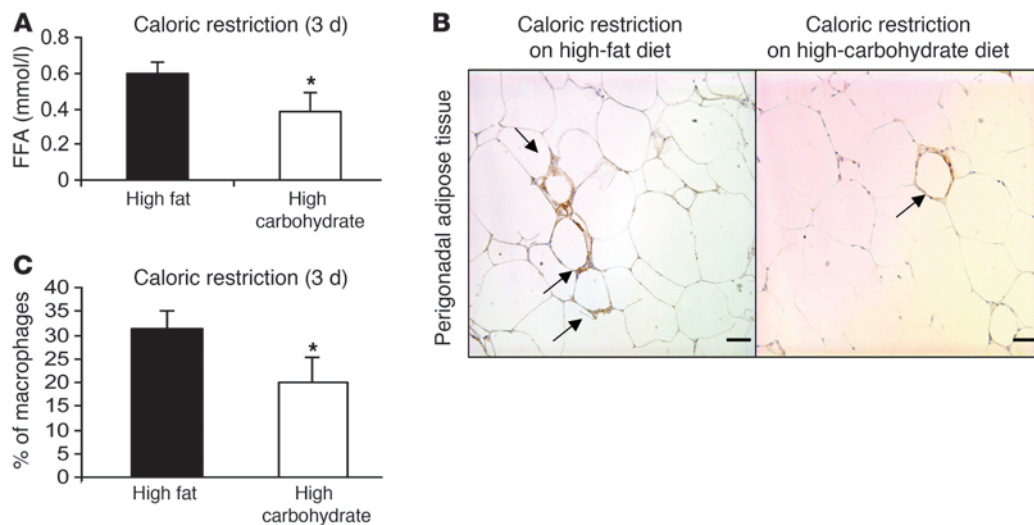 A
Caloric restriction (3 d)
FFA (mmol/l)
0.8
0.6
0.4
0.2
0
*
High fat
High
carbohydrate
B
Caloric restriction
on high-fat diet
Caloric restriction
on high-carbohydrate diet
Perigonadal adipose tissue
C
Caloric restriction (3 d)
% of macrophages
40
35
30
25
20
15
10
5
0
*
High fat
High
carbohydrate